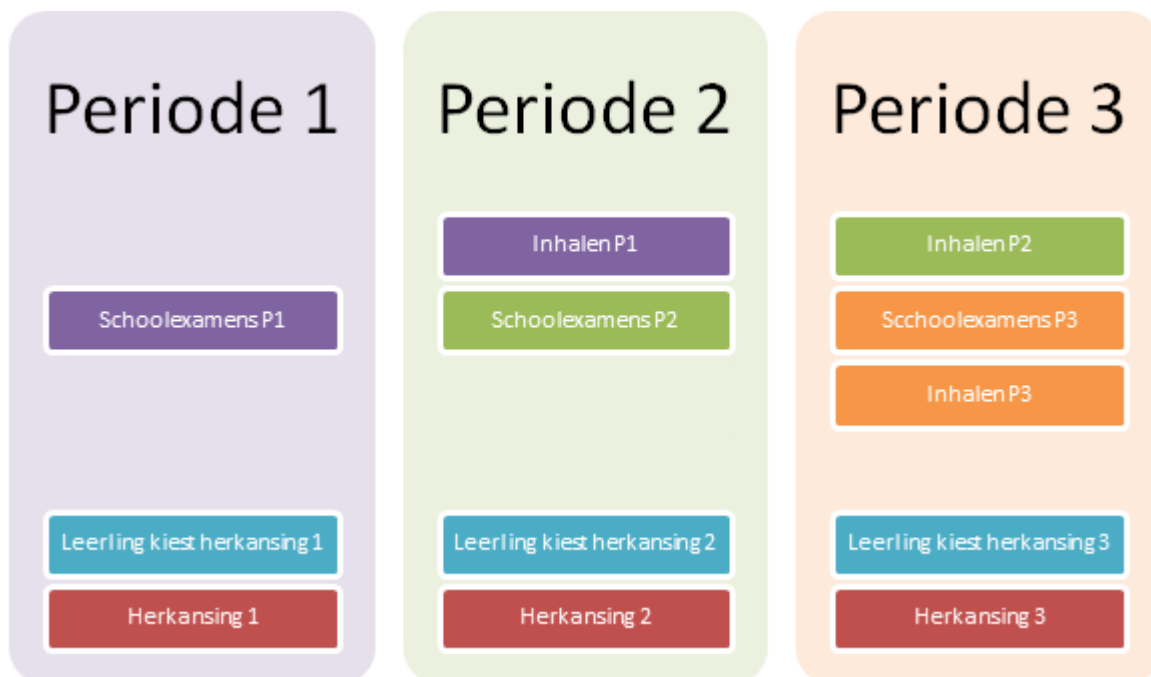 Periode 1
Schoolexamens P1
Leerling kiest herkansing 1
Herkansing 1
Periode 2
Inhalen P1
Schoolexamens P2
Leerling kiest herkansing 2
Herkansing 2
Periode 3
Inhalen P2
Scchoolexamens P3
Inhalen P3
Leerling kiest herkansing 3
Herkansing 3